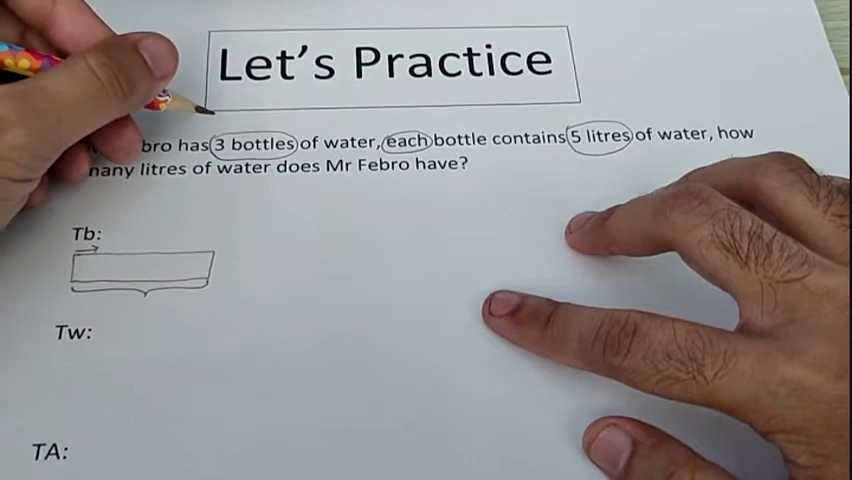 Let's Practice
bro has 3 bottles of water, each bottle contains 5 litres of water, how
many litres of water does Mr Febro have?
Tb:
Tw:
TA: